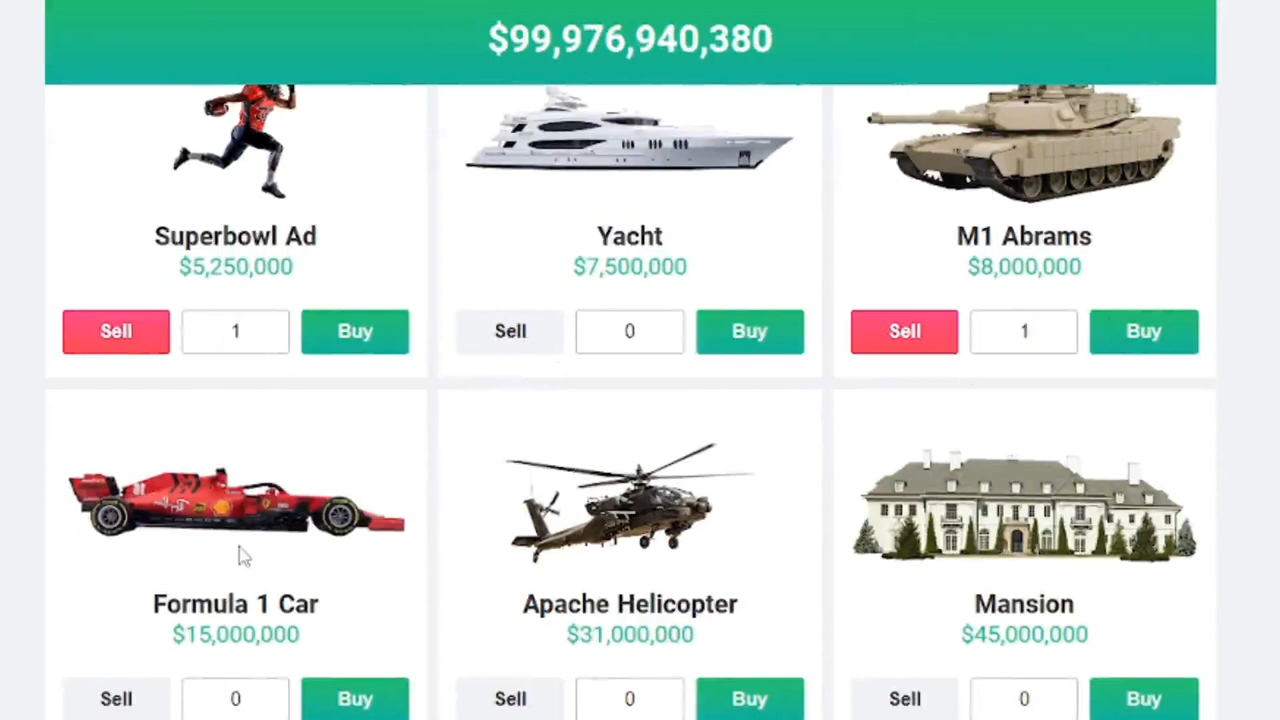 $99,976,940,380
Superbowl Ad
$5,250,000
Sell 1 Buy
Yacht
$7,500,000
Sell 0 Buy
M1 Abrams
$8,000,000
Sell 1 Buy
Formula 1 Car
$15,000,000
Sell 0 Buy
Apache Helicopter
$31,000,000
Sell 0 Buy
Mansion
$45,000,000
Sell 0 Buy